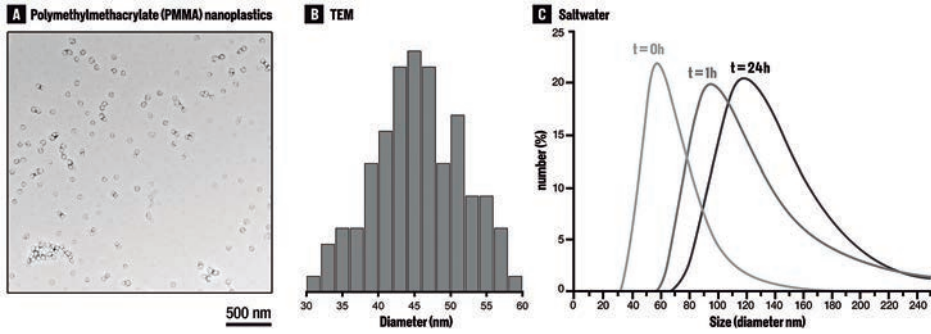 A Polymethylmethacrylate (PMMA) nanoplastics
500 nm
B TEM
30 35 40 45 50 55 60
Diameter (nm)
C Saltwater
25
20
15
10
5
0
number (%)
t = 0h
t = 1h
t = 24h
0 20 40 60 80 100 120 140 160 180 200 220 240
Size (diameter nm)